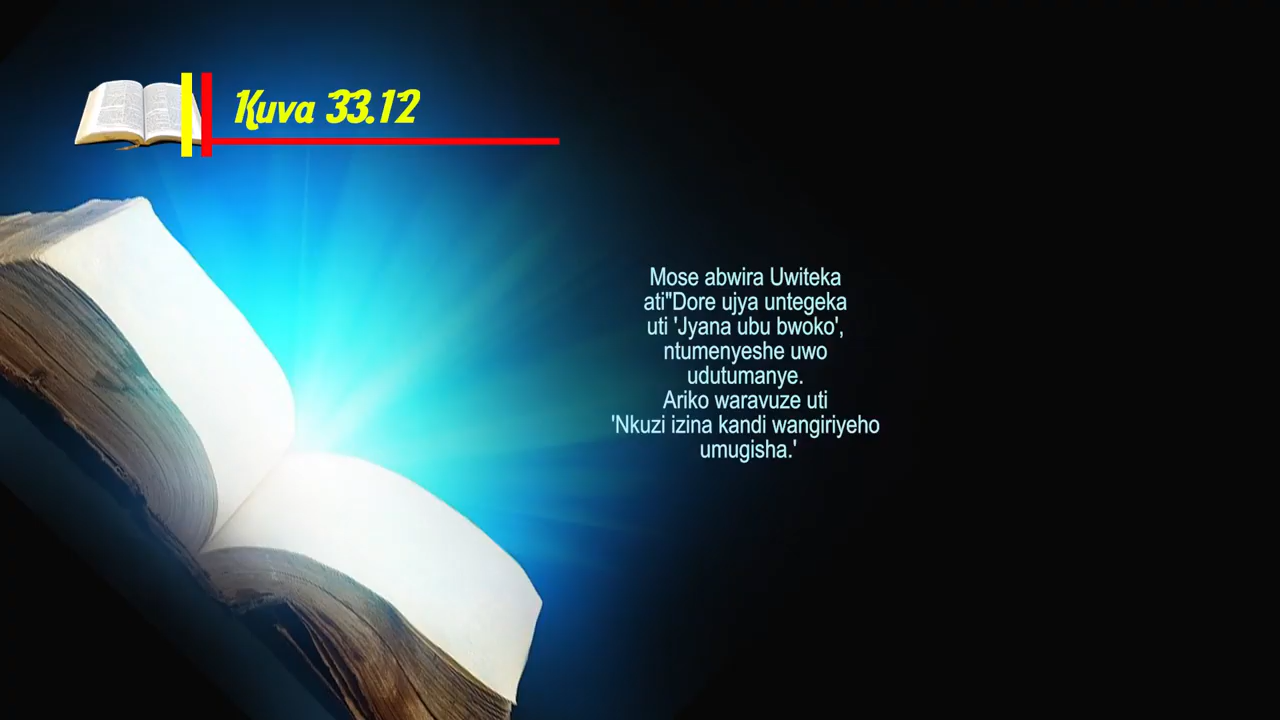 Kuva 33.12
Mose abwira Uwiteka
ati"Dore ujya untegeka
uti 'Jyana ubu bwoko',
ntumenyeshe uwo
udutumanye.
Ariko waravuze uti
'Nkuzi izina kandi wangiriyeho
umugisha.'